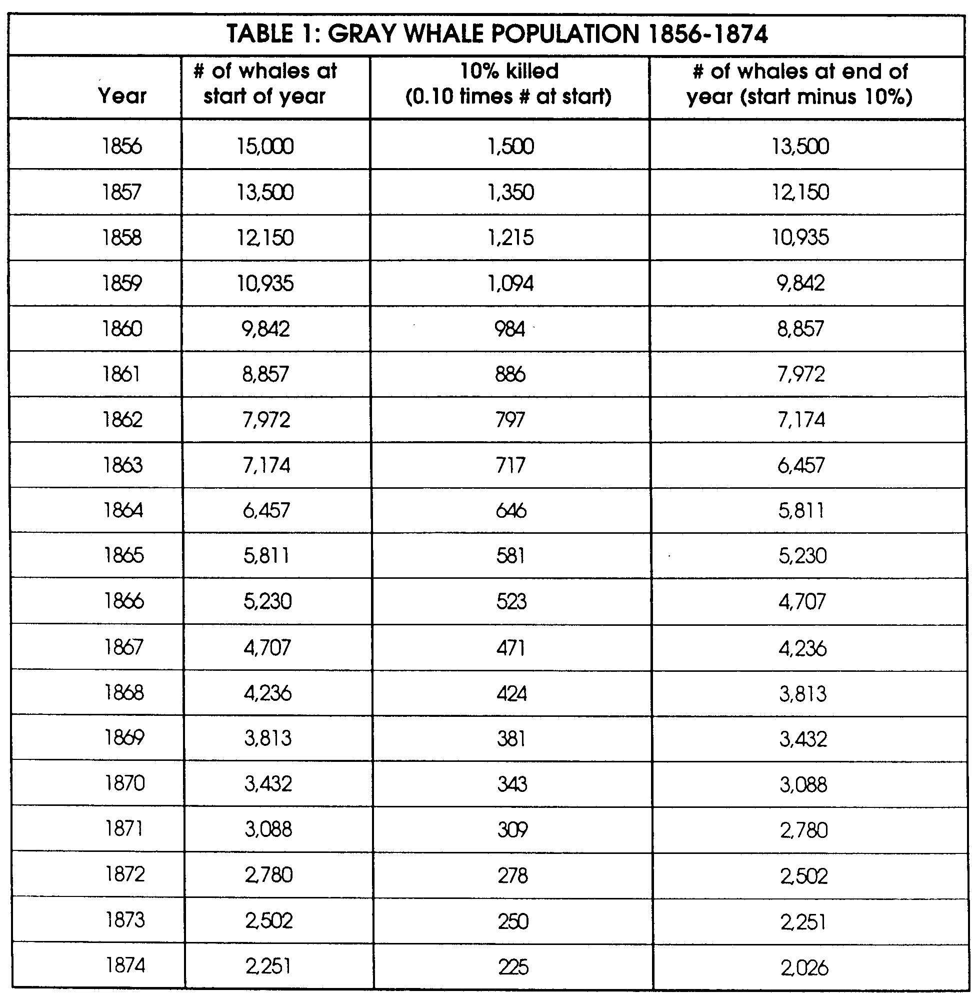 TABLE 1: GRAY WHALE POPULATION 1856-1874
Year # of whales at start of year 10% killed (0.10 times # at start) # of whales at end of year (start minus 10%)
1856 15,000 1,500 13,500
1857 13,500 1,350 12,150
1858 12,150 1,215 10,935
1859 10,935 1,094 9,842
1860 9,842 984 8,857
1861 8,857 886 7,972
1862 7,972 797 7,174
1863 7,174 717 6,457
1864 6,457 646 5,811
1865 5,811 581 5,230
1866 5,230 523 4,707
1867 4,707 471 4,236
1868 4,236 424 3,813
1869 3,813 381 3,432
1870 3,432 343 3,088
1871 3,088 309 2,780
1872 2,780 278 2,502
1873 2,502 250 2,251
1874 2,251 225 2,026